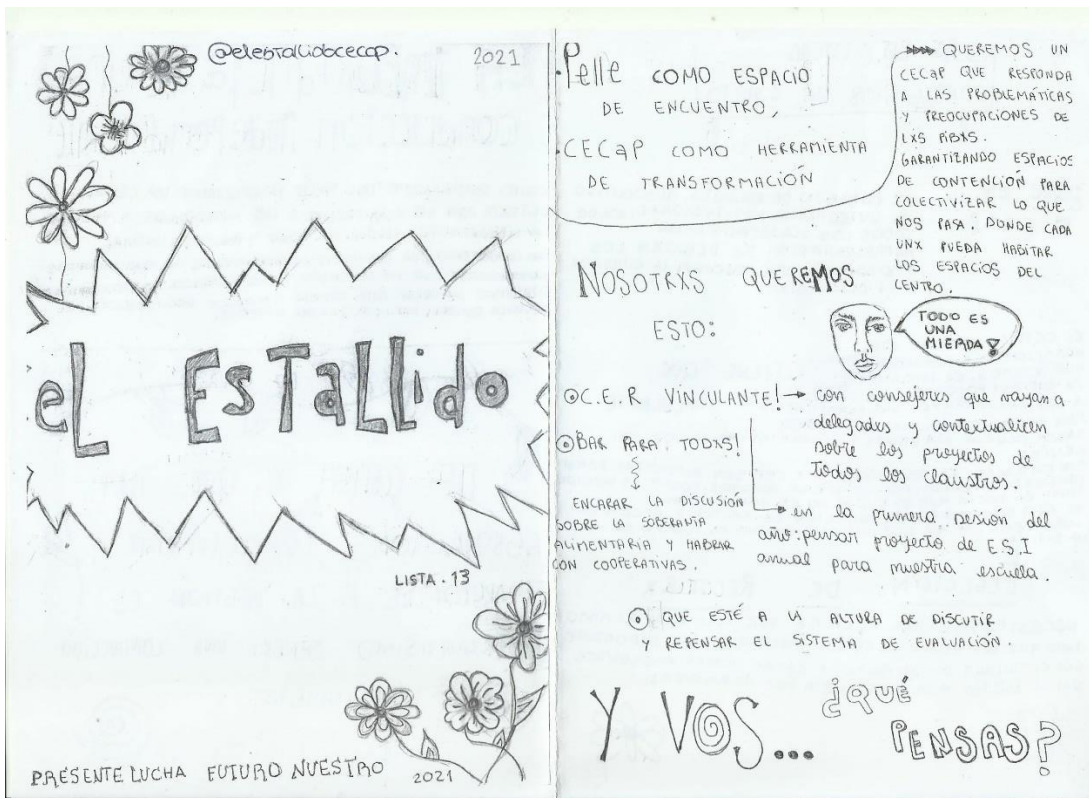 @elestallidocecap.
2021
eL EsTaLLido
LISTA. 13
PRESENTE LUCHA FUTURO NUESTRO
2021
Pelle COMO ESPACIO
DE ENCUENTRO,
CECaP COMO HERRAMIENTA
DE TRANSFORMACIÓN
QUEREMOS UN
CECaP QUE RESPONDA
A LAS PROBLEMÁTICAS
Y PREOCUPACIONES DE
LXS PIBXS.
GARANTIZANDO ESPACIOS
DE CONTENCIÓN PARA
COLECTIVIZAR LO QUE
NOS PASA. DONDE CADA
UNX PUEDA HABITAR
LOS ESPACIOS DEL
CENTRO.
NOSOTRXS QUEREMOS
ESTO:
TODO ES
UNA
MIERDA!
C.E.R VINCULANTE! → con consejeres que vayan a
delegades y contextualicen
sobre los proyectos de
todos los claustros.
en la primera sesión del
año: pensar proyecto de E.S.I
anual para nuestra escuela.
BAR PARA TODXS!
ENCARAR LA DISCUSIÓN
SOBRE LA SOBERANÍA
ALIMENTARIA Y HABLAR
CON COOPERATIVAS.
QUE ESTÉ A LA ALTURA DE DISCUTIR
Y REPENSAR EL SISTEMA DE EVALUACIÓN.
Y VOS... ¿QUÉ
PENSAS?